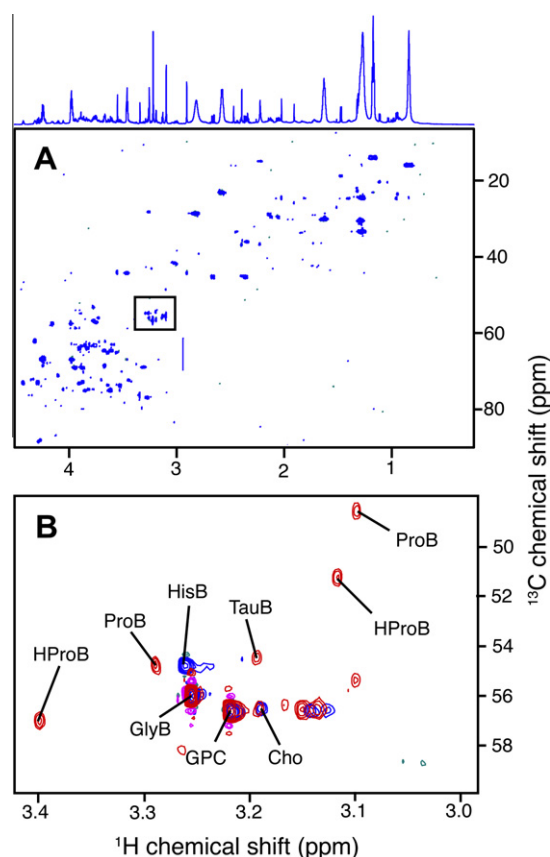 A
20
40
60
80
4 3 2 1
13C chemical shift (ppm)
B
ProB
HisB
TauB
ProB
HProB
HProB
GlyB
GPC
Cho
50
52
54
56
58
3.4 3.3 3.2 3.1 3.0
1H chemical shift (ppm)